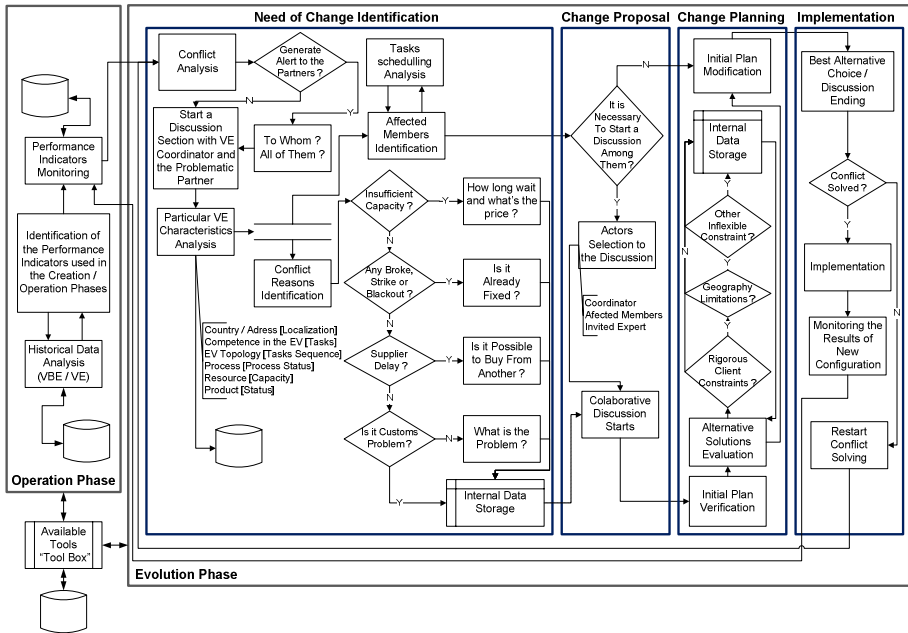 Need of Change Identification
Change Proposal
Change Planning
Implementation
Conflict
Analysis
Generate
Alert to the
Partners ?
Tasks
schedulling
Analysis
N
Y
Start a
Discussion
Section with VE
Coordinator and
the Problematic
Partner
To Whom ?
All of Them ?
Affected
Members
Identification
Particular VE
Characteristics
Analysis
Conflict
Reasons
Identification
Insufficient
Capacity ?
Y
How long wait
and what's the
price ?
N
Any Broke,
Strike or
Blackout ?
Y
Is it
Already
Fixed ?
N
Supplier
Delay ?
Y
Is it Possible
to Buy From
Another ?
N
Is it Customs
Problem ?
N
What is the
Problem ?
Y
Internal Data
Storage
Country / Adress [Localization]
Competence in the EV [Tasks]
EV Topology [Tasks Sequence]
Process [Process Status]
Resource [Capacity]
Product [Status]
Performance
Indicators
Monitoring
Identification of
the Performance
Indicators used in
the Creation /
Operation Phases
Historical Data
Analysis
(VBE / VE)
Operation Phase
Available
Tools
"Tool Box"
Evolution Phase
N
It is
Necessary
To Start a
Discussion
Among
Them ?
Y
Actors
Selection to
the Discussion
Coordinator
Affected Members
Invited Expert
Colaborative
Discussion
Starts
Initial Plan
Modification
Internal
Data
Storage
Y
Other
Inflexible
Constraint ?
N
Y
Geography
Limitations ?
Y
Rigorous
Client
Constraints ?
Alternative
Solutions
Evaluation
Initial Plan
Verification
Best Alternative
Choice /
Discussion
Ending
Conflict
Solved ?
Y
N
Implementation
Monitoring the
Results of
New
Configuration
Restart
Conflict
Solving